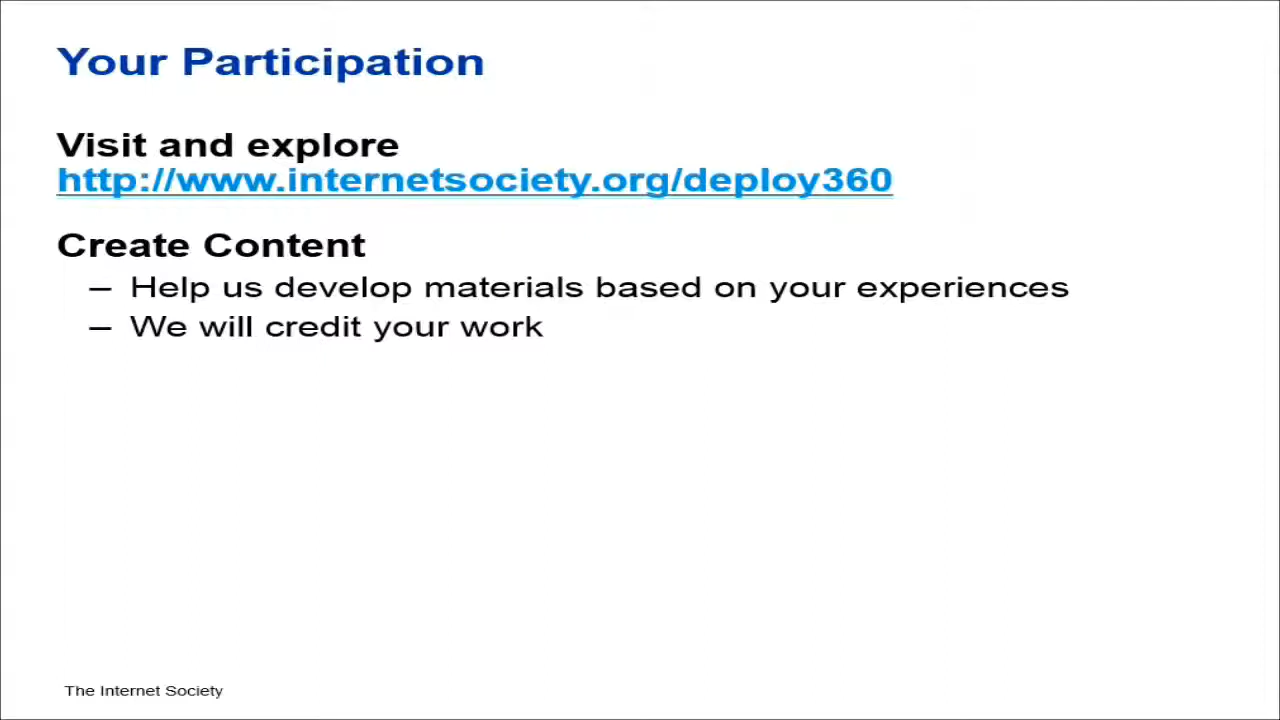 Your Participation
Visit and explore
http://www.internetsociety.org/deploy360
Create Content
– Help us develop materials based on your experiences
– We will credit your work
The Internet Society